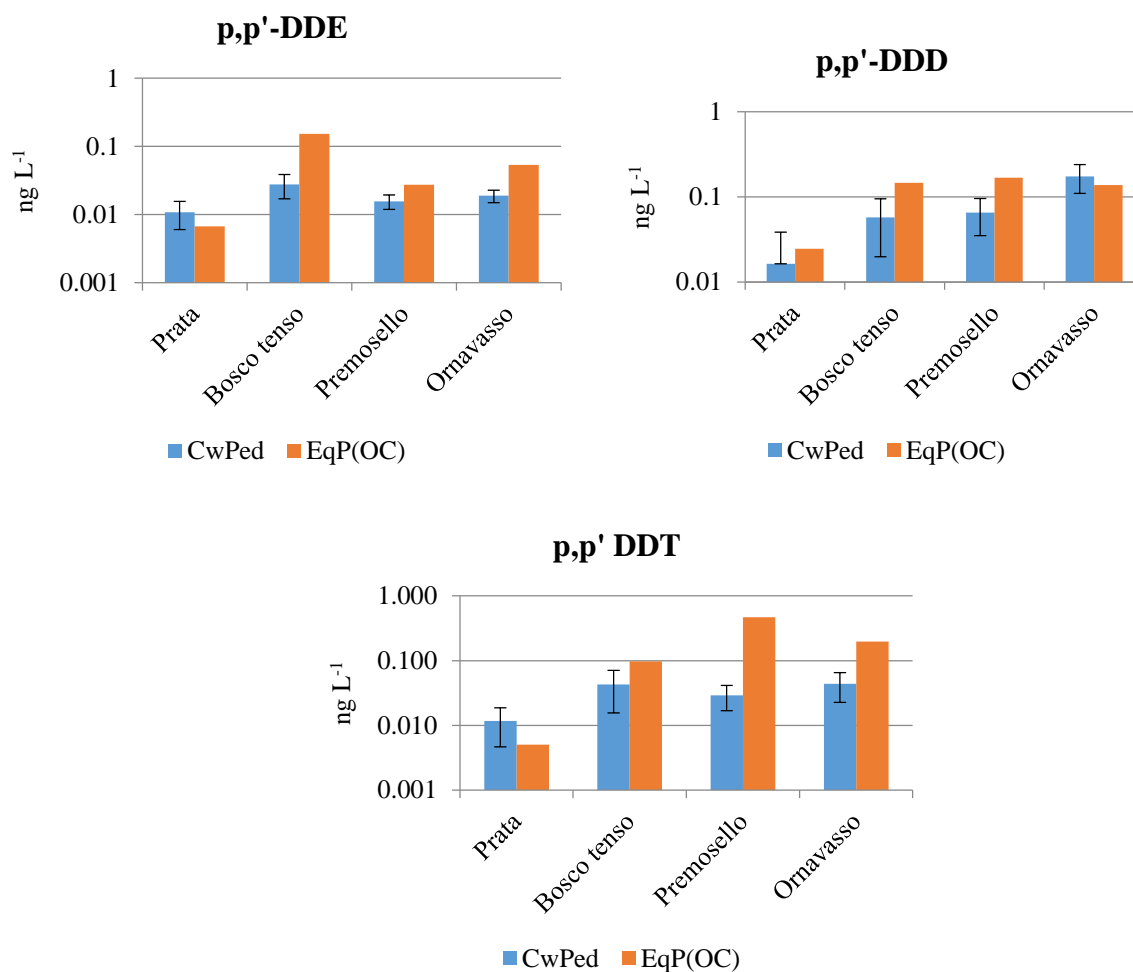 p,p'-DDE
1
0.1
0.01
0.001
ng L-1
Prata
Bosco tenso
Premosello
Ornavasso
CwPed EqP(OC)
p,p'-DDD
1
0.1
0.01
ng L-1
Prata
Bosco tenso
Premosello
Ornavasso
CwPed EqP(OC)
p,p' DDT
1.000
0.100
0.010
0.001
ng L-1
Prata
Bosco tenso
Premosello
Ornavasso
CwPed EqP(OC)